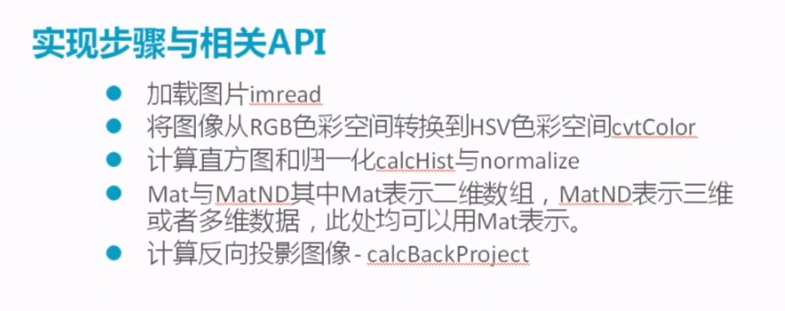 实现步骤与相关API
加载图片imread
将图像从RGB色彩空间转换到HSV色彩空间cvtColor
计算直方图和归一化calcHist与normalize
Mat与MatND其中Mat表示二维数组，MatND表示三维
或者多维数据，此处均可以用Mat表示。
计算反向投影图像 - calcBackProject